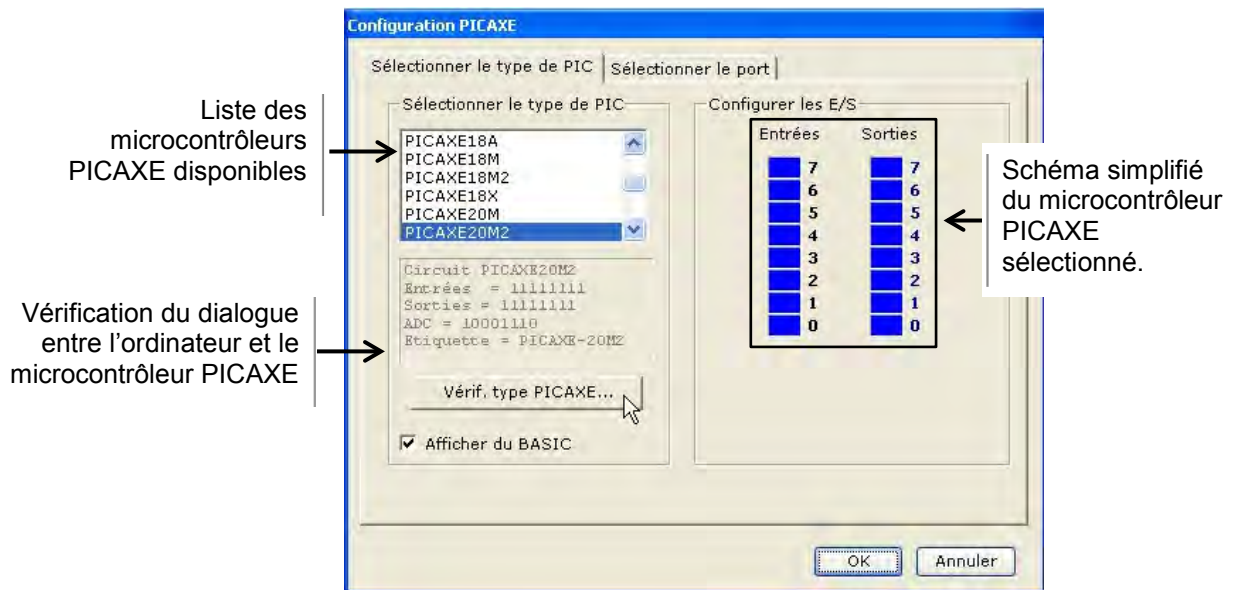 Configuration PICAXE
Sélectionner le type de PIC
Sélectionner le port
Liste des
microcontrôleurs
PICAXE disponibles
Sélectionner le type de PIC
PICAXE18A
PICAXE18M
PICAXE18M2
PICAXE18X
PICAXE20M
PICAXE20M2
Circuit PICAXE20M2
Entrées = 11111111
Sorties = 11111111
ADC = 10001110
Etiquette = PICAXE-20M2
Vérification du dialogue
entre l’ordinateur et le
microcontrôleur PICAXE
Vérif. type PICAXE...
Afficher du BASIC
Configurer les E/S
Entrées Sorties
7 7
6 6
5 5
4 4
3 3
2 2
1 1
0 0
Schéma simplifié
du microcontrôleur
PICAXE
sélectionné.
OK
Annuler